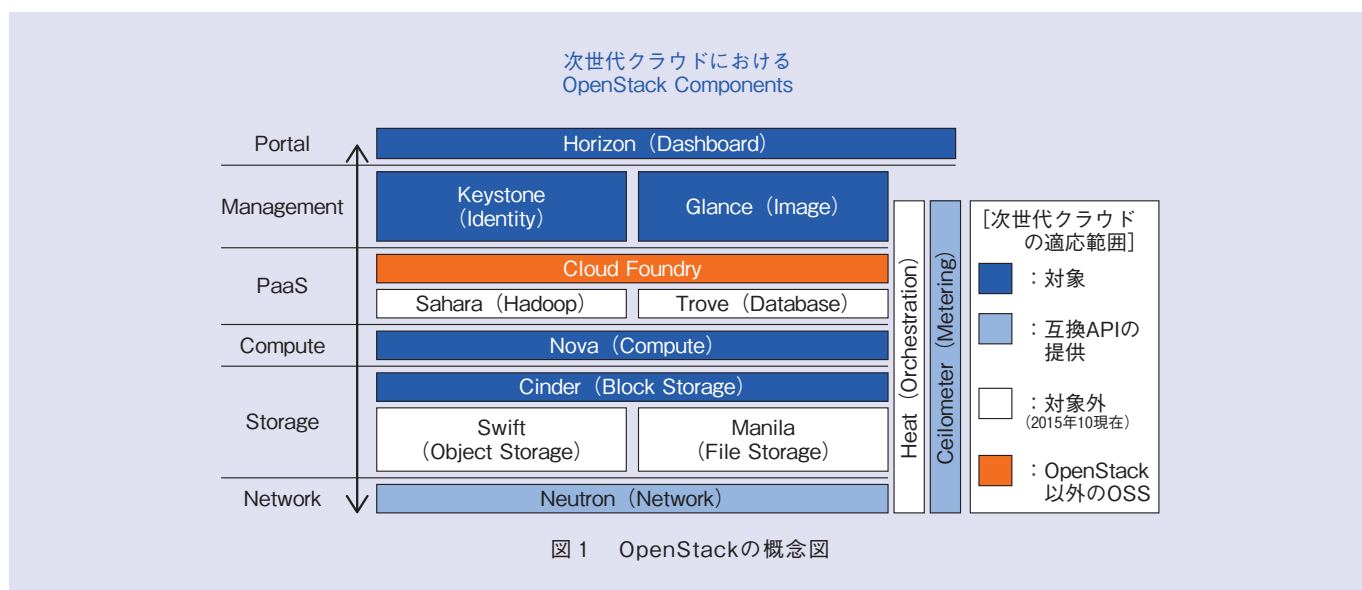 次世代クラウドにおける
OpenStack Components
Portal
Horizon（Dashboard）
Management
Keystone
（Identity）
Glance（Image）
PaaS
Cloud Foundry
Sahara（Hadoop）
Trove（Database）
Compute
Nova（Compute）
Storage
Cinder（Block Storage）
Swift
（Object Storage）
Manila
（File Storage）
Network
Neutron（Network）
Heat（Orchestration）
Ceilometer（Metering）
［次世代クラウド
の適応範囲］
：対象
：互換APIの
提供
：対象外
（2015年10現在）
：OpenStack
以外のOSS
図1　OpenStackの概念図